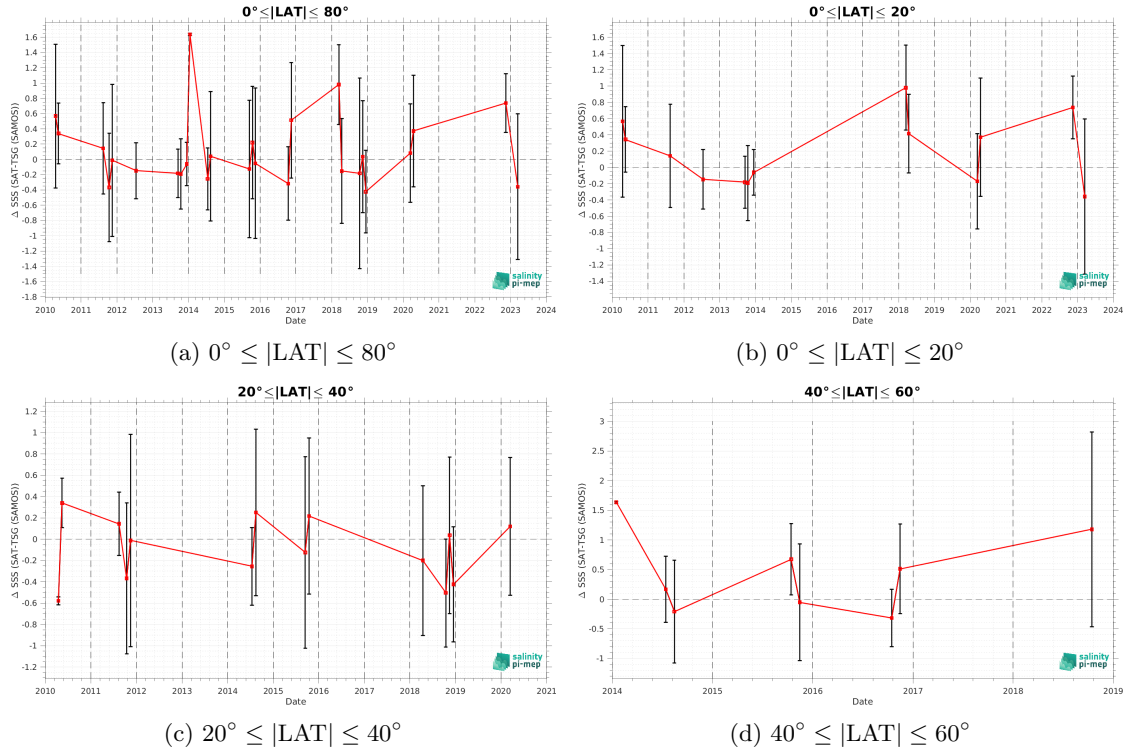 0°≤|LAT|≤ 80°
Δ SSS (SAT-TSG (SAMOS))
1.6
1.4
1.2
1
0.8
0.6
0.4
0.2
0
-0.2
-0.4
-0.6
-0.8
-1
-1.2
-1.4
-1.6
-1.8
2010 2011 2012 2013 2014 2015 2016 2017 2018 2019 2020 2021 2022 2023 2024
Date
salinity
pi-mep
(a) 0° ≤ |LAT| ≤ 80°
0°≤|LAT|≤ 20°
Δ SSS (SAT-TSG (SAMOS))
1.6
1.4
1.2
1
0.8
0.6
0.4
0.2
0
-0.2
-0.4
-0.6
-0.8
-1
-1.2
-1.4
2010 2011 2012 2013 2014 2015 2016 2017 2018 2019 2020 2021 2022 2023 2024
Date
salinity
pi-mep
(b) 0° ≤ |LAT| ≤ 20°
20°≤|LAT|≤ 40°
Δ SSS (SAT-TSG (SAMOS))
1.2
1
0.8
0.6
0.4
0.2
0
-0.2
-0.4
-0.6
-0.8
-1
-1.2
2010 2011 2012 2013 2014 2015 2016 2017 2018 2019 2020 2021
Date
salinity
pi-mep
(c) 20° ≤ |LAT| ≤ 40°
40°≤|LAT|≤ 60°
Δ SSS (SAT-TSG (SAMOS))
3
2.5
2
1.5
1
0.5
0
-0.5
-1
2014 2015 2016 2017 2018 2019
Date
salinity
pi-mep
(d) 40° ≤ |LAT| ≤ 60°